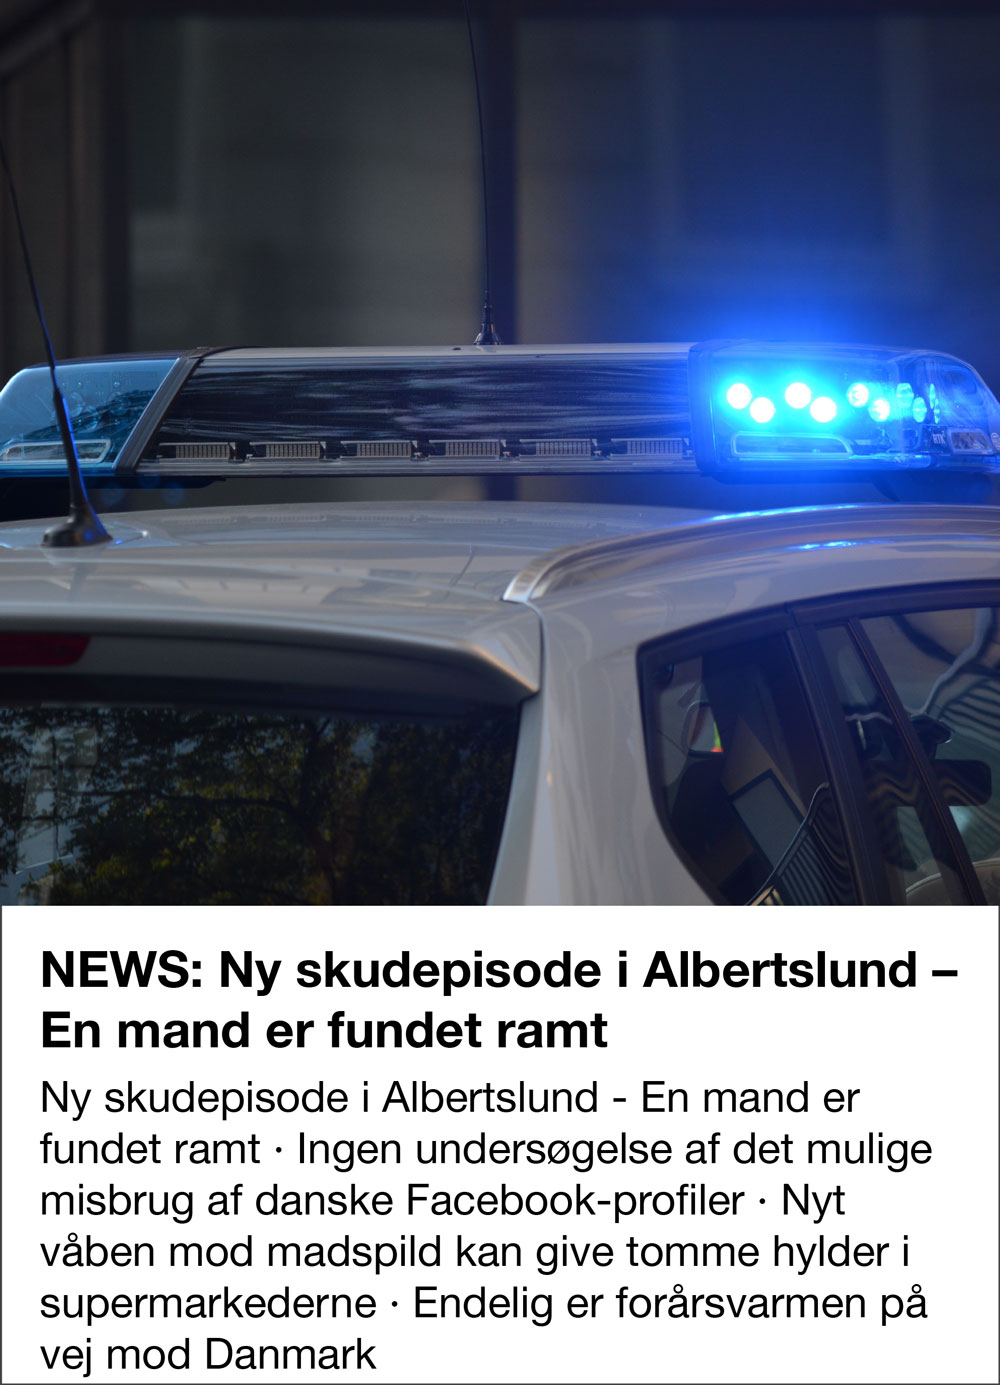 NEWS: Ny skudepisode i Albertslund –
En mand er fundet ramt
Ny skudepisode i Albertslund - En mand er
fundet ramt · Ingen undersøgelse af det mulige
misbrug af danske Facebook-profiler · Nyt
våben mod madspild kan give tomme hylder i
supermarkederne · Endelig er forårsvarmen på
vej mod Danmark